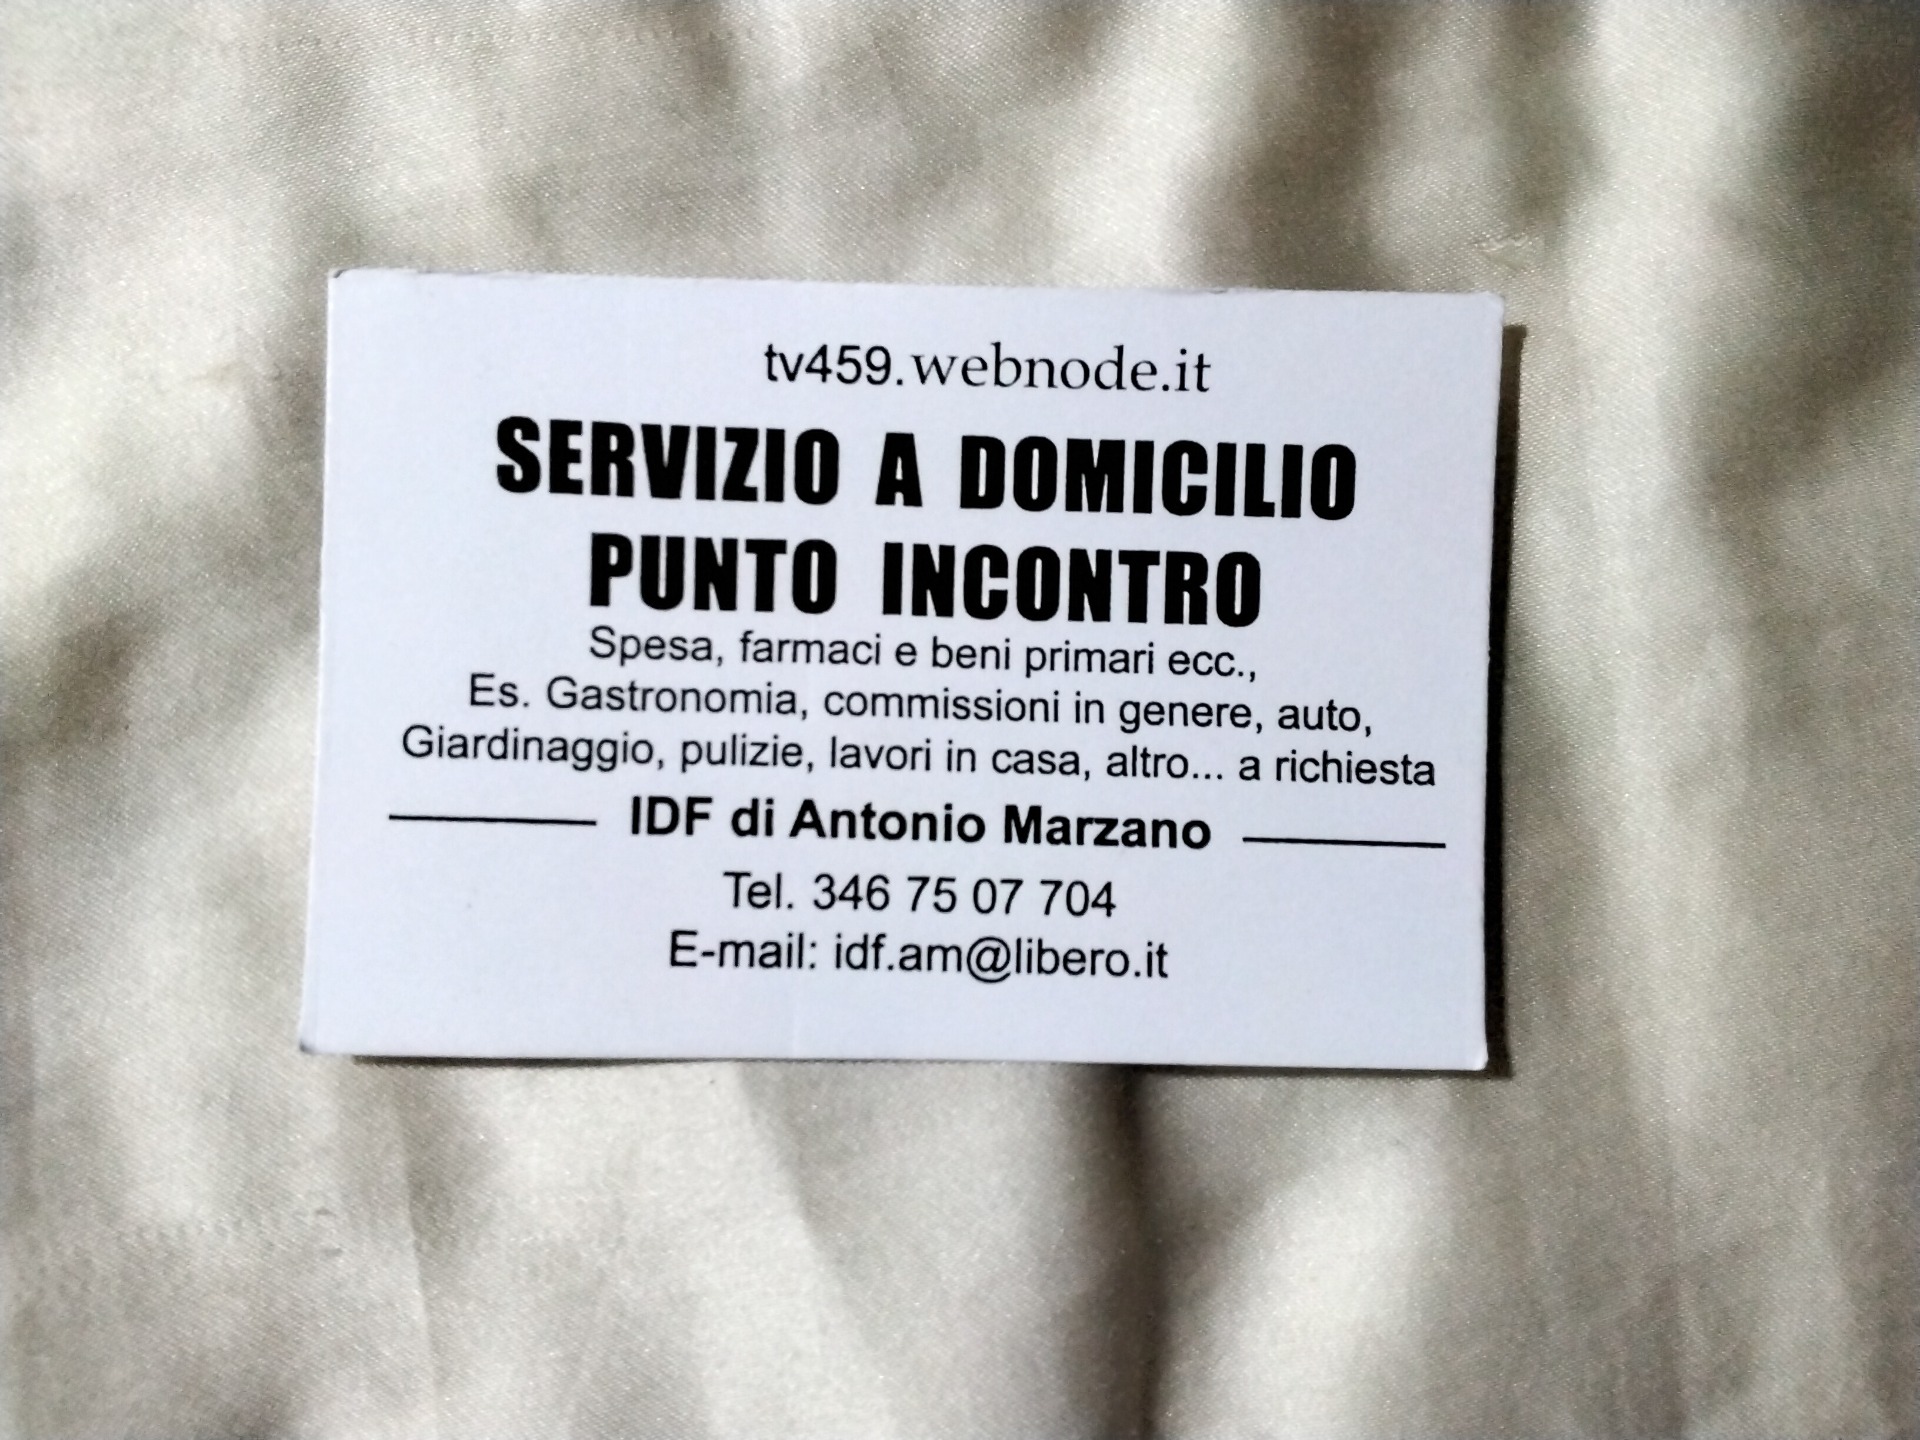 tv459.webnode.it
SERVIZIO A DOMICILIO
PUNTO INCONTRO
Spesa, farmaci e beni primari ecc.,
Es. Gastronomia, commissioni in genere, auto,
Giardinaggio, pulizie, lavori in casa, altro... a richiesta
IDF di Antonio Marzano
Tel. 346 75 07 704
E-mail: idf.am@libero.it